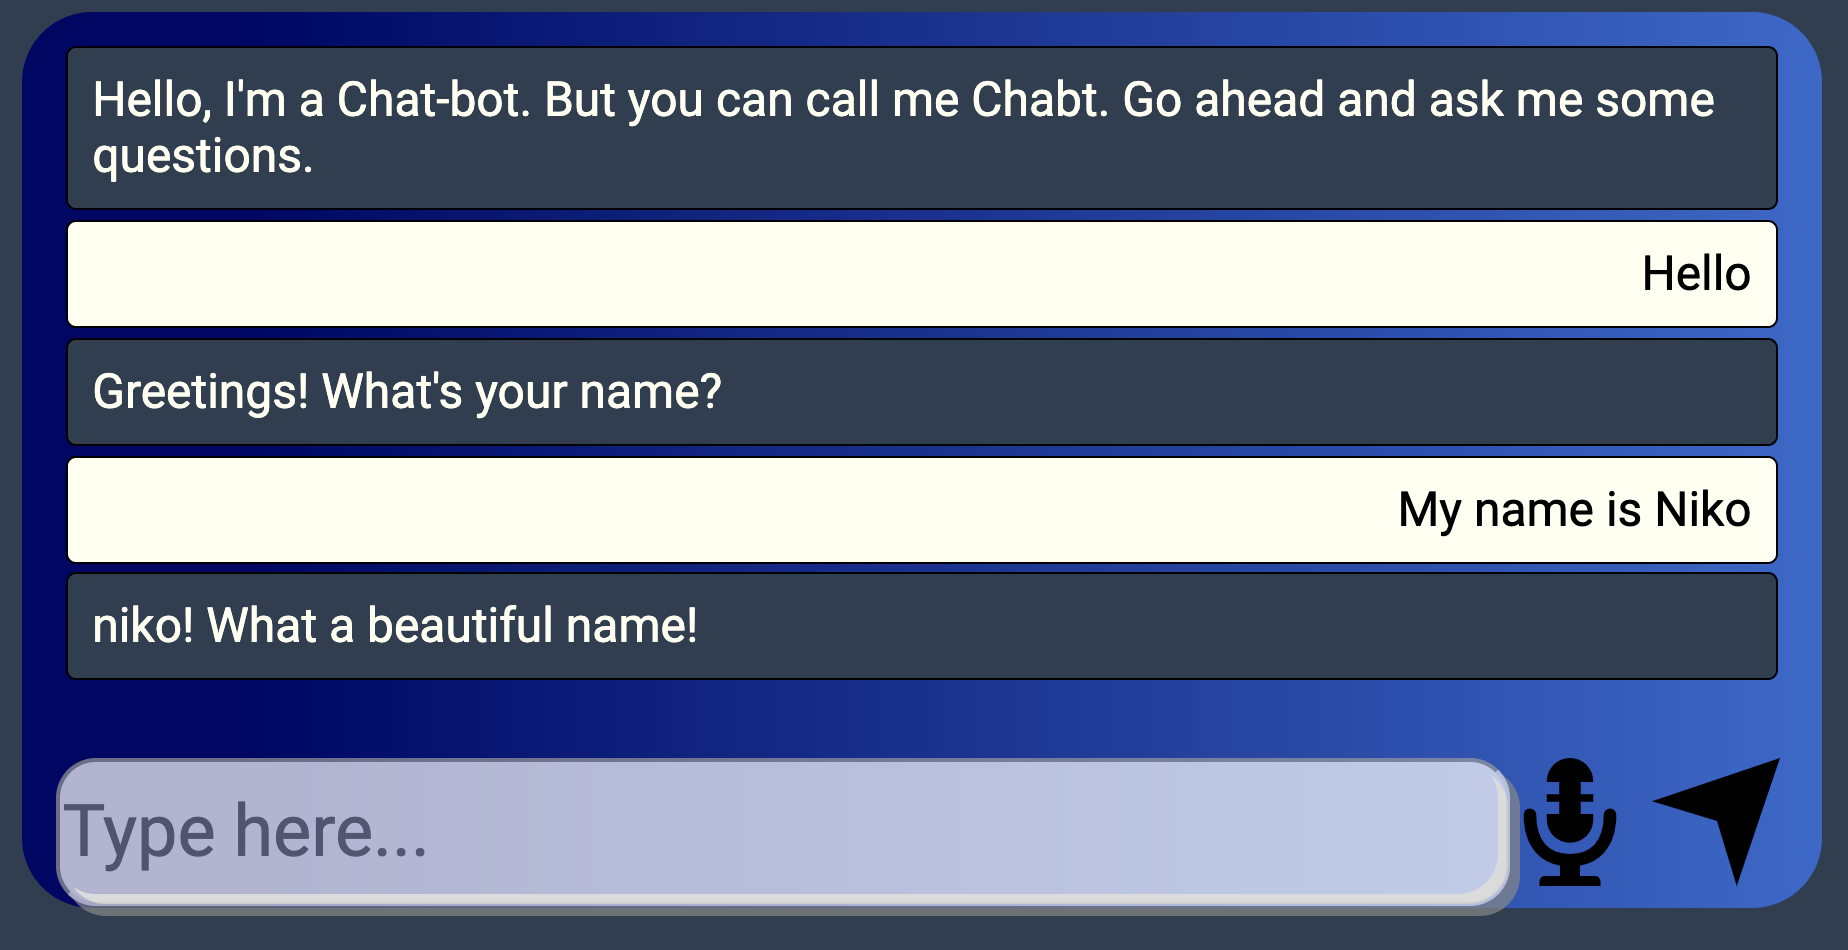 Hello, I'm a Chat-bot. But you can call me Chabt. Go ahead and ask me some
questions.
Hello
Greetings! What's your name?
My name is Niko
niko! What a beautiful name!
Type here...